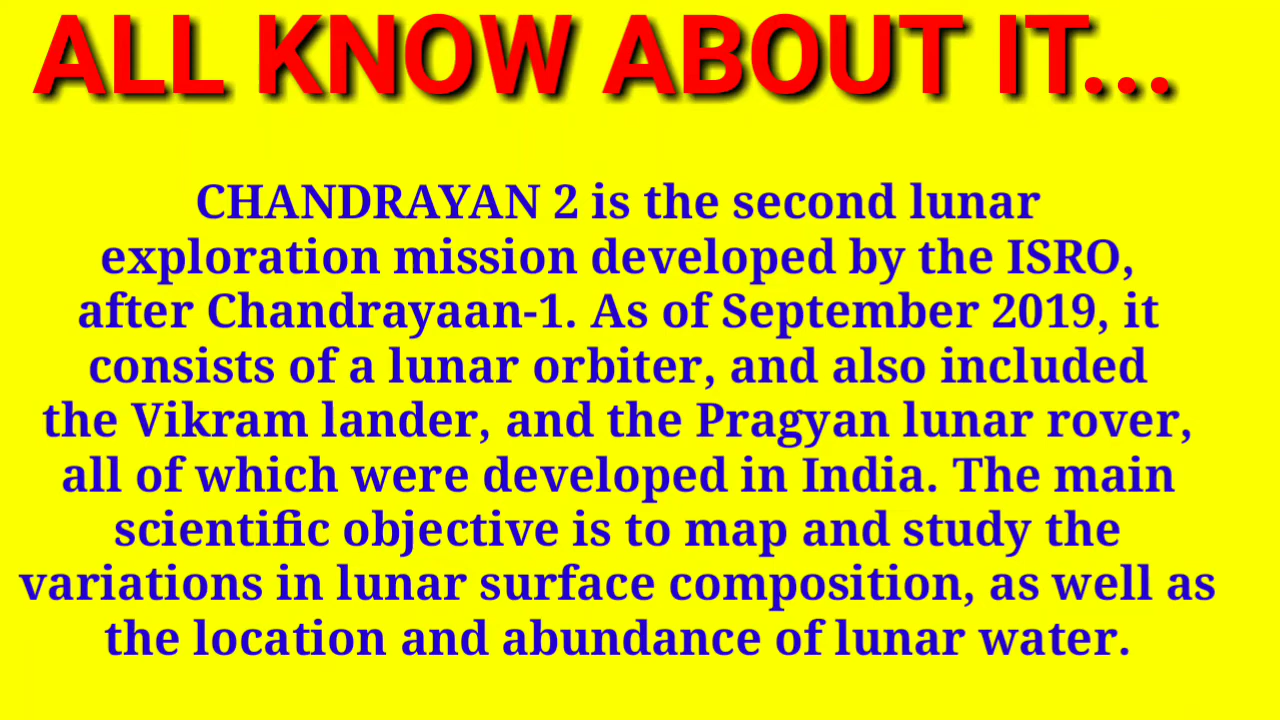 ALL KNOW ABOUT IT...
CHANDRAYAN 2 is the second lunar
exploration mission developed by the ISRO,
after Chandrayaan-1. As of September 2019, it
consists of a lunar orbiter, and also included
the Vikram lander, and the Pragyan lunar rover,
all of which were developed in India. The main
scientific objective is to map and study the
variations in lunar surface composition, as well as
the location and abundance of lunar water.